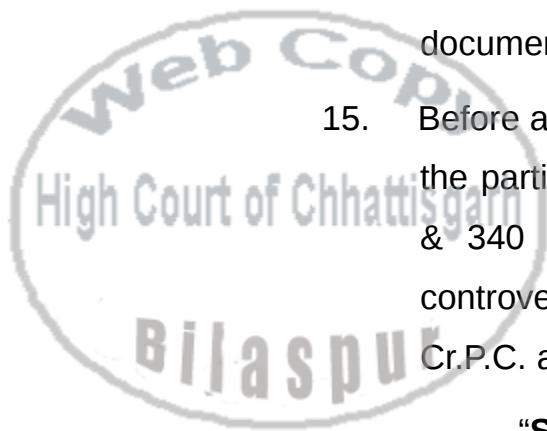 Web Copy
High Court of Chhattisgarh
Bilaspur
documen
15. Before a
the parti
& 340
controve
Cr.P.C. a
“S